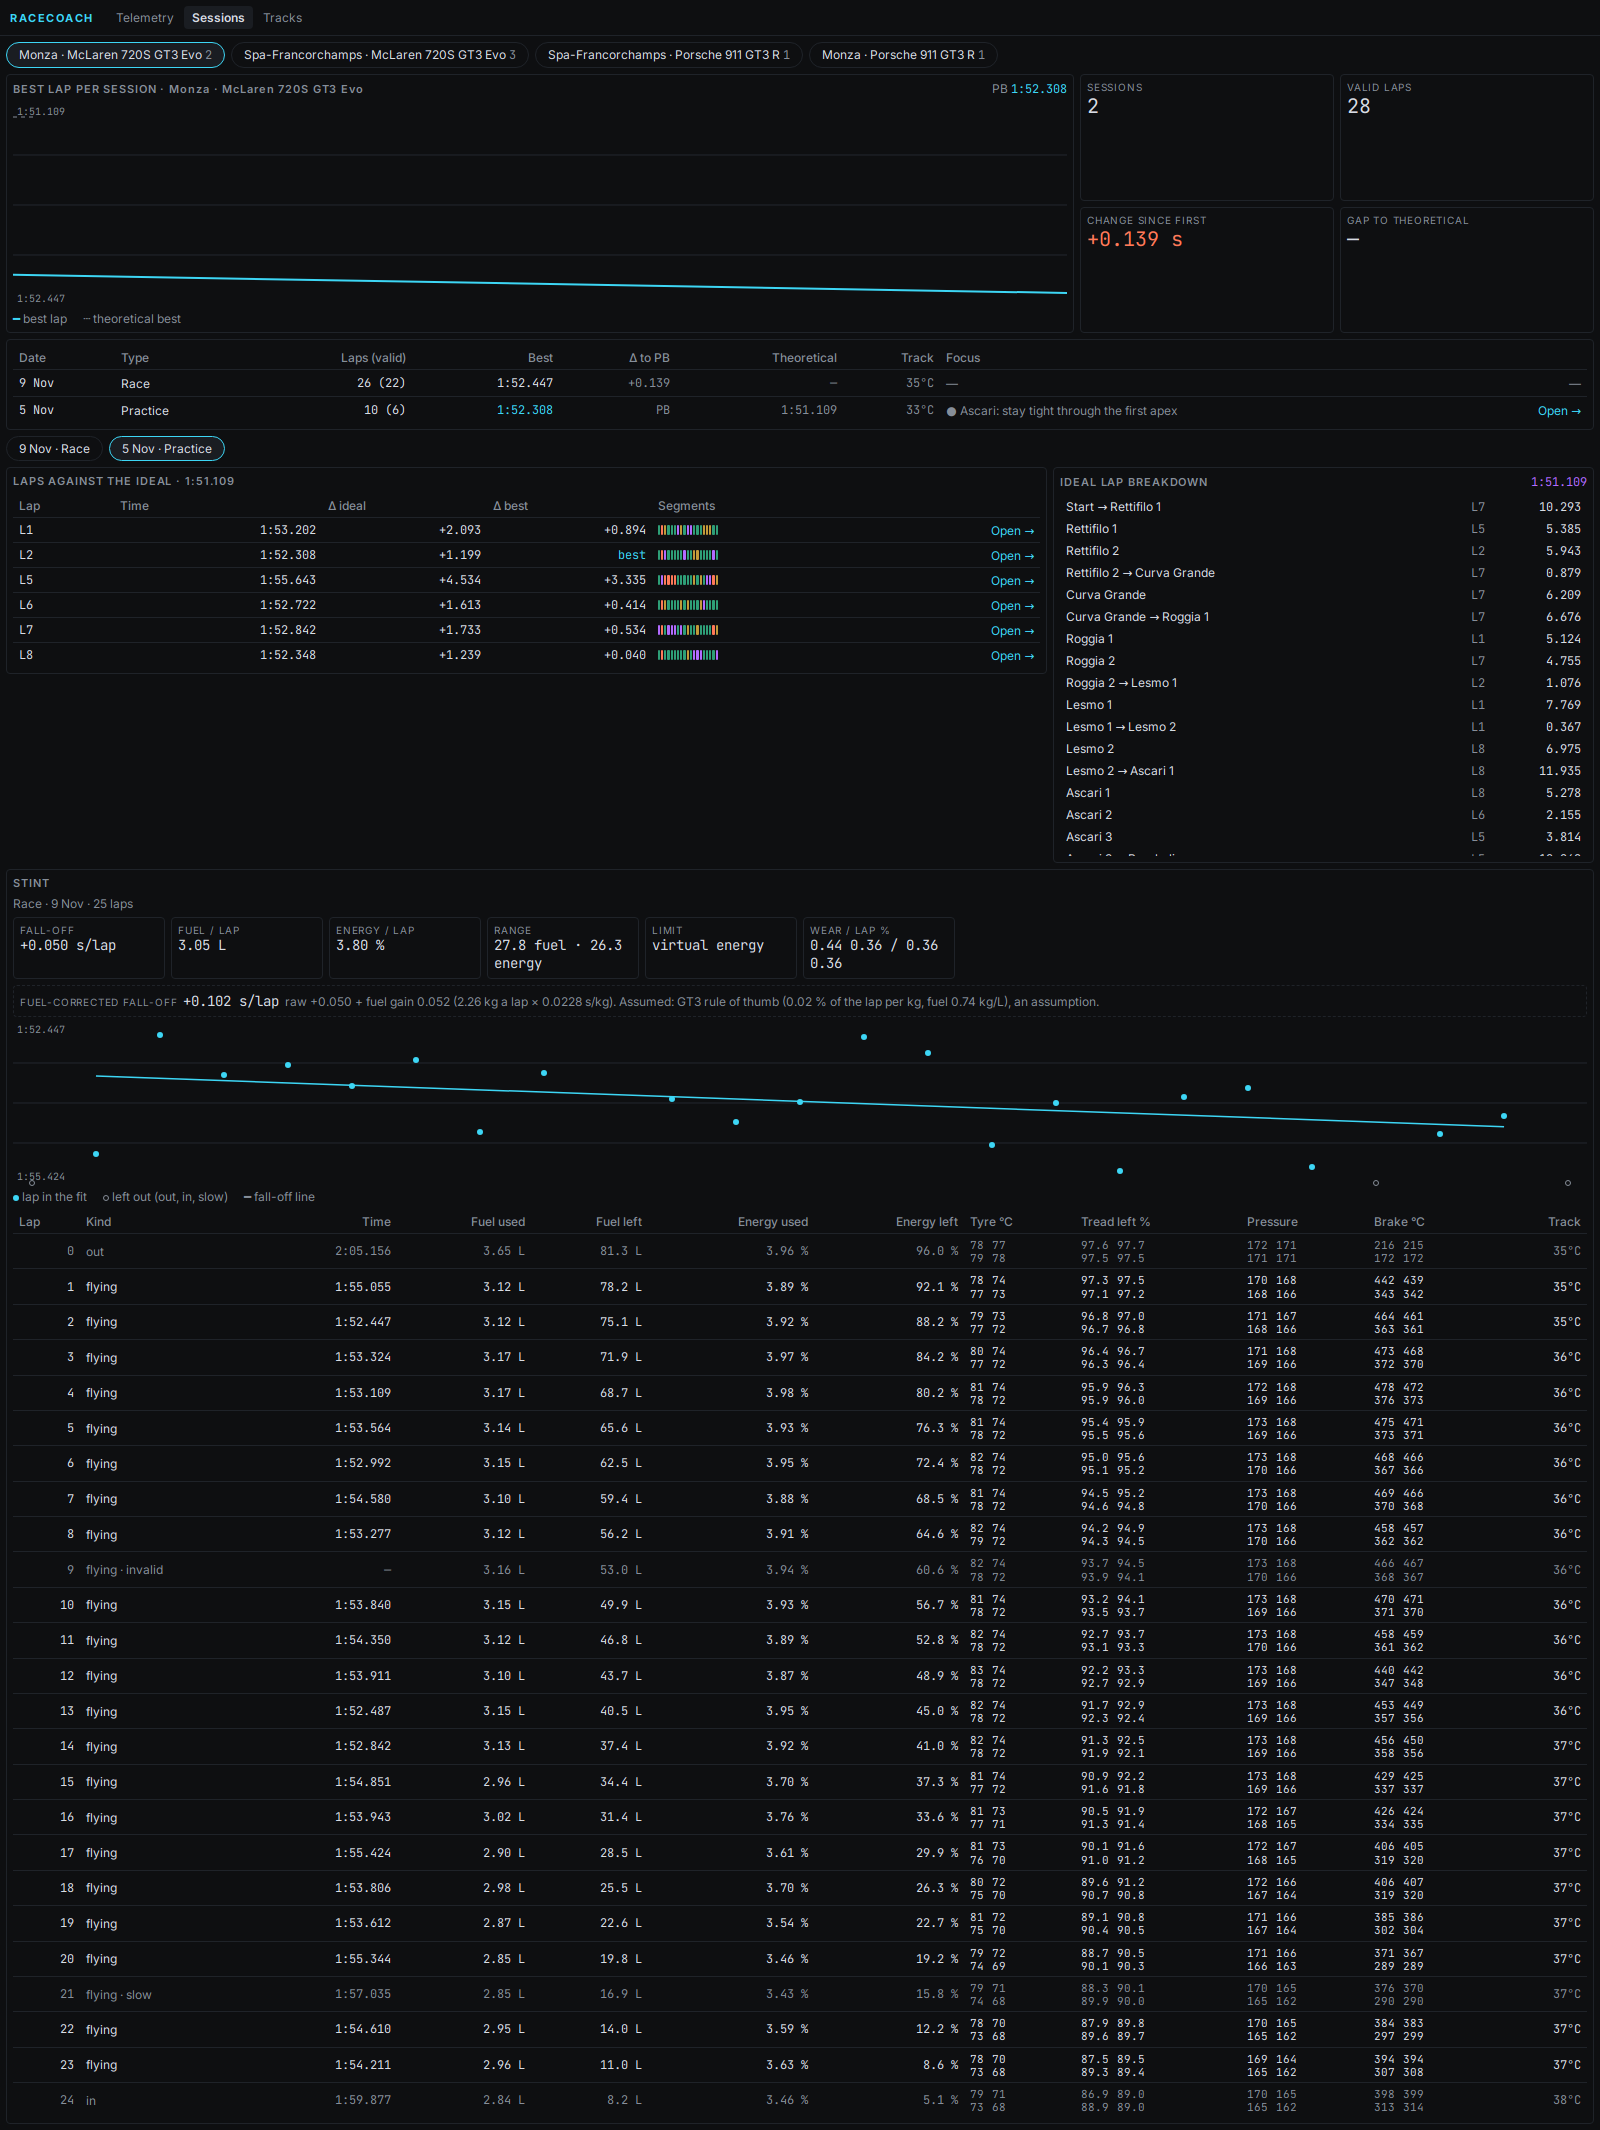 RACECOACH Telemetry Sessions Tracks
Monza · McLaren 720S GT3 Evo 2 Spa-Francorchamps · McLaren 720S GT3 Evo 3 Spa-Francorchamps · Porsche 911 GT3 R 1 Monza · Porsche 911 GT3 R 1
BEST LAP PER SESSION · Monza · McLaren 720S GT3 Evo PB 1:52.308
1:51.109
1:52.447
best lap theoretical best
SESSIONS
2
VALID LAPS
28
CHANGE SINCE FIRST
+0.139 s
GAP TO THEORETICAL
—
Date Type Laps (valid) Best Δ to PB Theoretical Track Focus
9 Nov Race 26 (22) 1:52.447 +0.139 — 35°C — —
5 Nov Practice 10 (6) 1:52.308 PB 1:51.109 33°C Ascari: stay tight through the first apex Open →
9 Nov · Race 5 Nov · Practice
LAPS AGAINST THE IDEAL · 1:51.109
Lap Time Δ ideal Δ best Segments
L1 1:53.202 +2.093 +0.894 Open →
L2 1:52.308 +1.199 best Open →
L5 1:55.643 +4.534 +3.335 Open →
L6 1:52.722 +1.613 +0.414 Open →
L7 1:52.842 +1.733 +0.534 Open →
L8 1:52.348 +1.239 +0.040 Open →
IDEAL LAP BREAKDOWN 1:51.109
Start → Rettifilo 1 L7 10.293
Rettifilo 1 L5 5.385
Rettifilo 2 L2 5.943
Rettifilo 2 → Curva Grande L7 0.879
Curva Grande L7 6.209
Curva Grande → Roggia 1 L7 6.676
Roggia 1 L1 5.124
Roggia 2 L7 4.755
Roggia 2 → Lesmo 1 L2 1.076
Lesmo 1 L1 7.769
Lesmo 1 → Lesmo 2 L1 0.367
Lesmo 2 L8 6.975
Lesmo 2 → Ascari 1 L8 11.935
Ascari 1 L8 5.278
Ascari 2 L6 2.155
Ascari 3 L5 3.814
STINT
Race · 9 Nov · 25 laps
FALL-OFF
+0.050 s/lap
FUEL / LAP
3.05 L
ENERGY / LAP
3.80 %
RANGE
27.8 fuel · 26.3
energy
LIMIT
virtual energy
WEAR / LAP %
0.44 0.36 / 0.36
0.36
FUEL-CORRECTED FALL-OFF +0.102 s/lap raw +0.050 + fuel gain 0.052 (2.26 kg a lap × 0.0228 s/kg). Assumed: GT3 rule of thumb (0.02 % of the lap per kg, fuel 0.74 kg/L), an assumption.
1:52.447
1:55.424
lap in the fit left out (out, in, slow) fall-off line
Lap Kind Time Fuel used Fuel left Energy used Energy left Tyre °C Tread left % Pressure Brake °C Track
0 out 2:05.156 3.65 L 81.3 L 3.96 % 96.0 % 78 77 97.6 97.7 172 171 216 215 35°C
79 78 97.5 97.5 171 171 172 172
1 flying 1:55.055 3.12 L 78.2 L 3.89 % 92.1 % 78 74 97.3 97.5 170 168 442 439 35°C
77 73 97.1 97.2 168 166 343 342
2 flying 1:52.447 3.12 L 75.1 L 3.92 % 88.2 % 79 73 96.8 97.0 171 167 464 461 35°C
77 72 96.7 96.8 168 166 363 361
3 flying 1:53.324 3.17 L 71.9 L 3.97 % 84.2 % 80 74 96.4 96.7 171 168 473 468 36°C
77 72 96.3 96.4 169 166 372 370
4 flying 1:53.109 3.17 L 68.7 L 3.98 % 80.2 % 81 74 95.9 96.3 172 168 478 472 36°C
78 72 95.9 96.0 169 166 376 373
5 flying 1:53.564 3.14 L 65.6 L 3.93 % 76.3 % 81 74 95.4 95.9 173 168 475 471 36°C
78 72 95.5 95.6 169 166 373 371
6 flying 1:52.992 3.15 L 62.5 L 3.95 % 72.4 % 82 74 95.0 95.6 173 168 468 466 36°C
78 72 95.1 95.2 170 166 367 366
7 flying 1:54.580 3.10 L 59.4 L 3.88 % 68.5 % 81 74 94.5 95.2 173 168 469 466 36°C
78 72 94.6 94.8 170 166 370 368
8 flying 1:53.277 3.12 L 56.2 L 3.91 % 64.6 % 82 74 94.2 94.9 173 168 458 457 36°C
79 72 94.3 94.5 170 166 362 362
9 flying · invalid — 3.16 L 53.0 L 3.94 % 60.6 % 82 74 93.7 94.5 173 168 466 467 36°C
78 72 93.9 94.1 170 166 368 367
10 flying 1:53.840 3.15 L 49.9 L 3.93 % 56.7 % 81 74 93.2 94.1 173 168 470 471 36°C
78 72 93.5 93.7 169 166 371 370
11 flying 1:54.350 3.12 L 46.8 L 3.89 % 52.8 % 82 74 92.7 93.7 173 168 458 459 36°C
78 72 93.1 93.3 170 166 361 362
12 flying 1:53.911 3.10 L 43.7 L 3.87 % 48.9 % 83 74 92.2 93.3 173 168 440 442 36°C
78 72 92.7 92.9 169 166 347 348
13 flying 1:52.487 3.15 L 40.5 L 3.95 % 45.0 % 82 74 91.7 92.9 173 168 453 449 36°C
78 72 92.3 92.4 169 166 357 356
14 flying 1:52.842 3.13 L 37.4 L 3.92 % 41.0 % 82 74 91.3 92.5 173 168 456 450 37°C
78 72 91.9 92.1 169 166 358 356
15 flying 1:54.851 2.96 L 34.4 L 3.70 % 37.3 % 81 74 90.9 92.2 173 168 429 425 37°C
77 72 91.6 91.8 169 166 337 337
16 flying 1:53.943 3.02 L 31.4 L 3.76 % 33.6 % 81 73 90.5 91.9 172 167 426 424 37°C
77 71 91.3 91.4 168 165 334 335
17 flying 1:55.424 2.90 L 28.5 L 3.61 % 29.9 % 81 73 90.1 91.6 172 167 406 405 37°C
76 70 91.0 91.2 168 165 319 320
18 flying 1:53.806 2.98 L 25.5 L 3.70 % 26.3 % 80 72 89.6 91.2 172 166 406 407 37°C
75 70 90.7 90.8 167 164 319 320
19 flying 1:53.612 2.87 L 22.6 L 3.54 % 22.7 % 81 72 89.1 90.8 171 166 385 386 37°C
75 70 90.4 90.5 167 164 302 304
20 flying 1:55.344 2.85 L 19.8 L 3.46 % 19.2 % 79 72 88.7 90.5 171 166 371 367 37°C
74 69 90.1 90.3 166 163 289 289
21 flying · slow 1:57.035 2.85 L 16.9 L 3.43 % 15.8 % 79 71 88.3 90.1 170 165 376 370 37°C
74 68 89.9 90.0 165 162 290 290
22 flying 1:54.610 2.95 L 14.0 L 3.59 % 12.2 % 78 70 87.9 89.8 170 165 384 383 37°C
73 68 89.6 89.7 165 162 297 299
23 flying 1:54.211 2.96 L 11.0 L 3.63 % 8.6 % 78 70 87.5 89.5 169 164 394 394 37°C
73 68 89.3 89.4 165 162 307 308
24 in 1:59.877 2.84 L 8.2 L 3.46 % 5.1 % 79 71 86.9 89.0 170 165 398 399 38°C
73 68 88.9 89.0 165 162 313 314